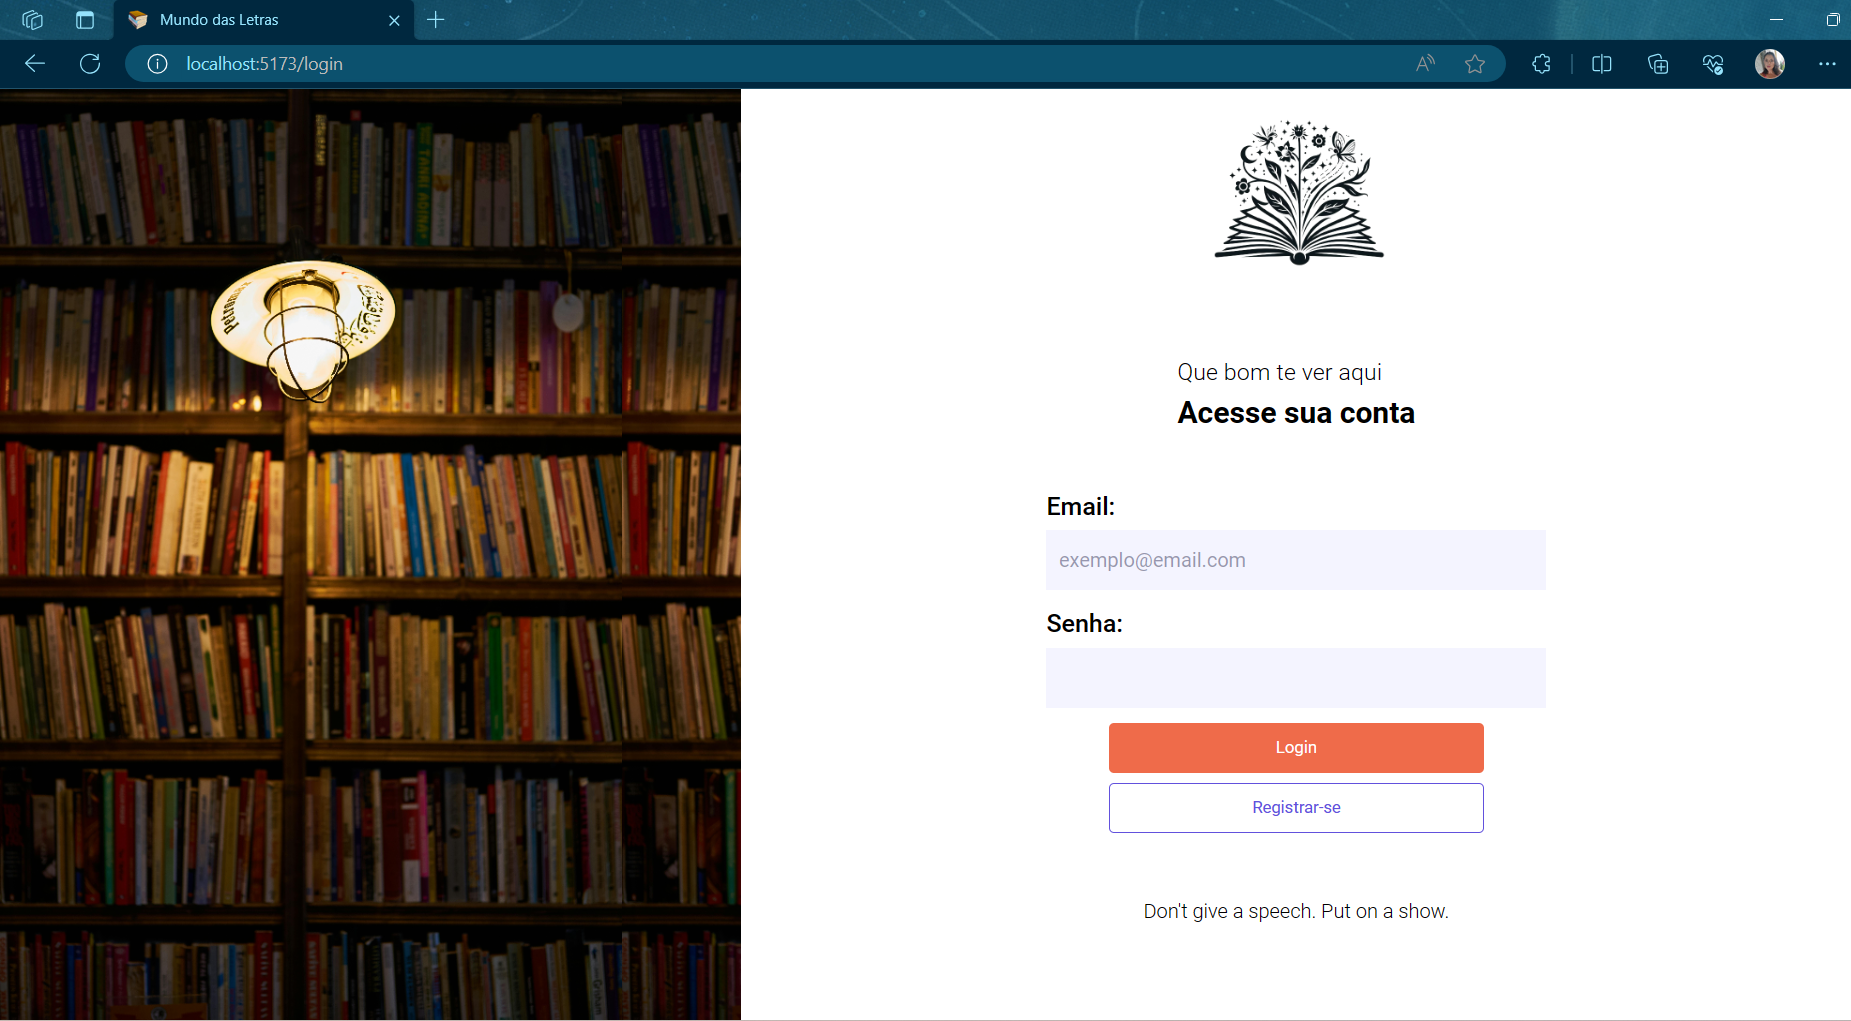 Mundo das Letras
localhost:5173/login
Que bom te ver aqui
Acesse sua conta
Email:
exemplo@email.com
Senha:
Login
Registrar-se
Don't give a speech. Put on a show.